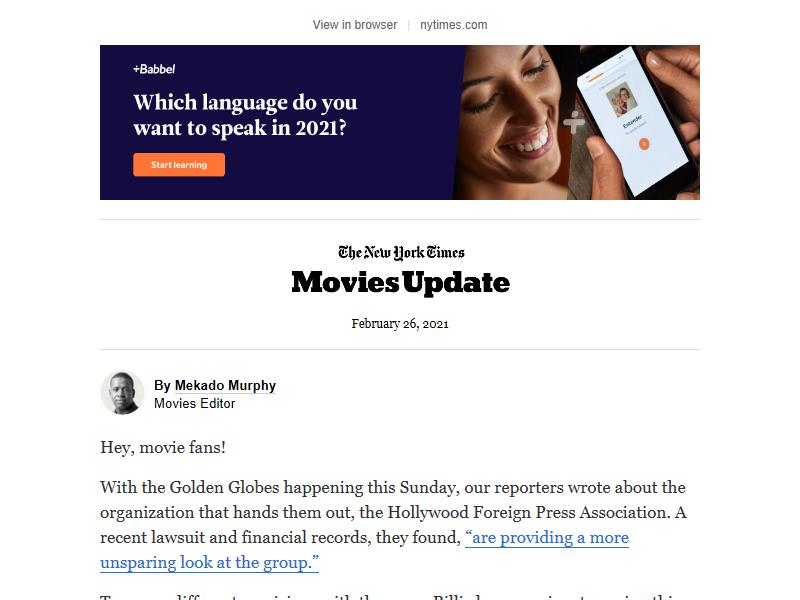 View in browser | nytimes.com
+Babbel
Which language do you
want to speak in 2021?
Start learning
The New York Times
Movies Update
February 26, 2021
By Mekado Murphy
Movies Editor
Hey, movie fans!
With the Golden Globes happening this Sunday, our reporters wrote about the
organization that hands them out, the Hollywood Foreign Press Association. A
recent lawsuit and financial records, they found, “are providing a more
unsparing look at the group.”